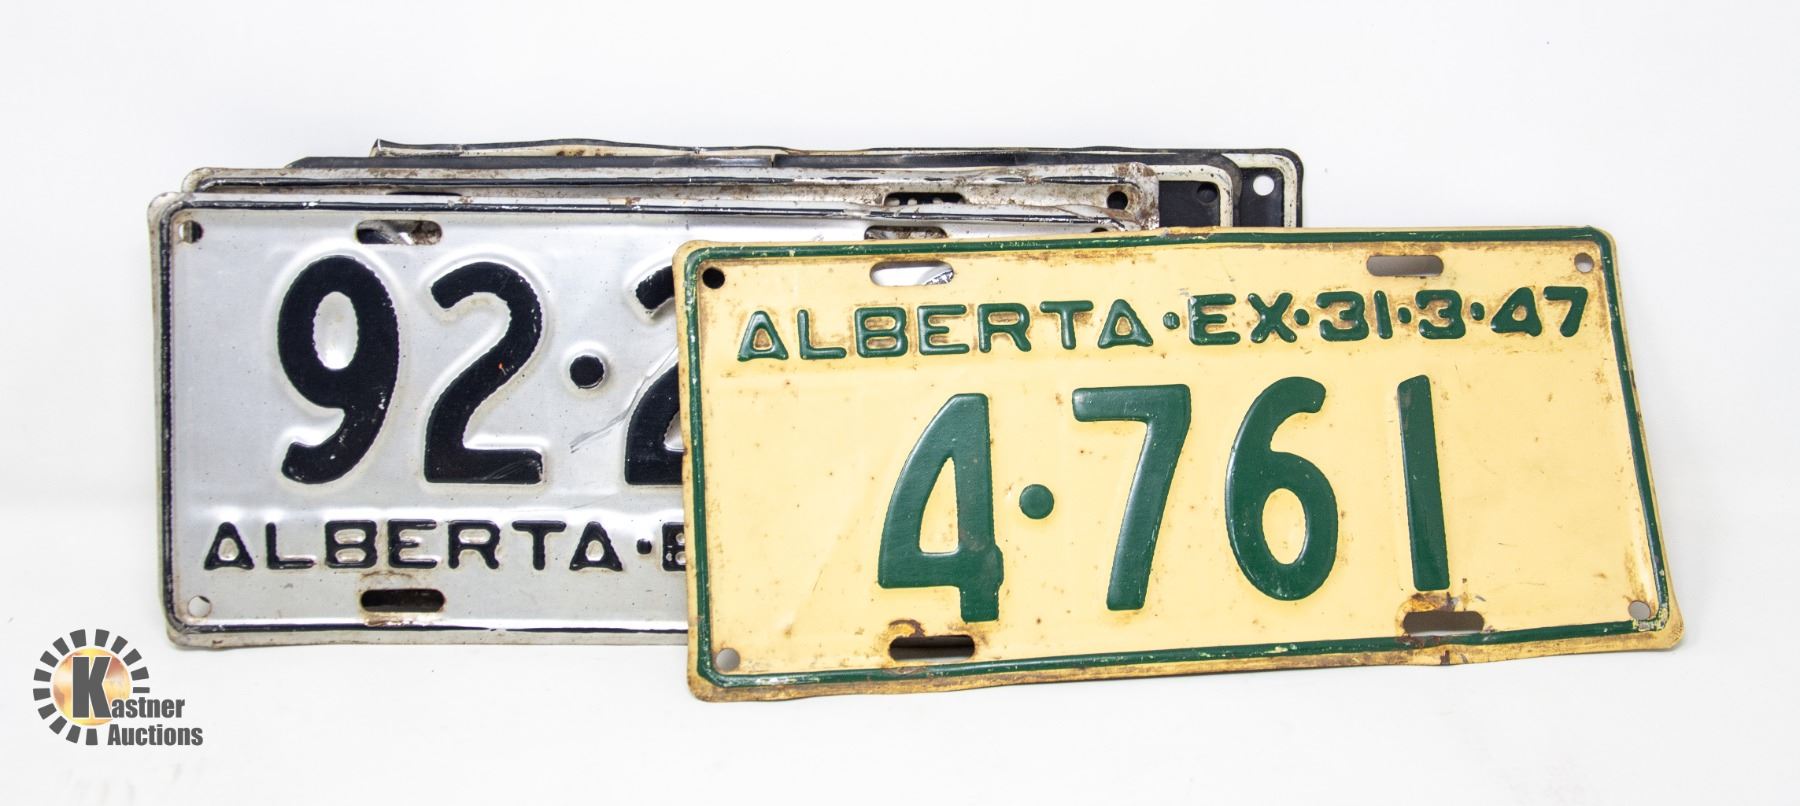 92·2
ALBERTA·E
ALBERTA·EX·31·3·47
4·761
Kastner
Auctions